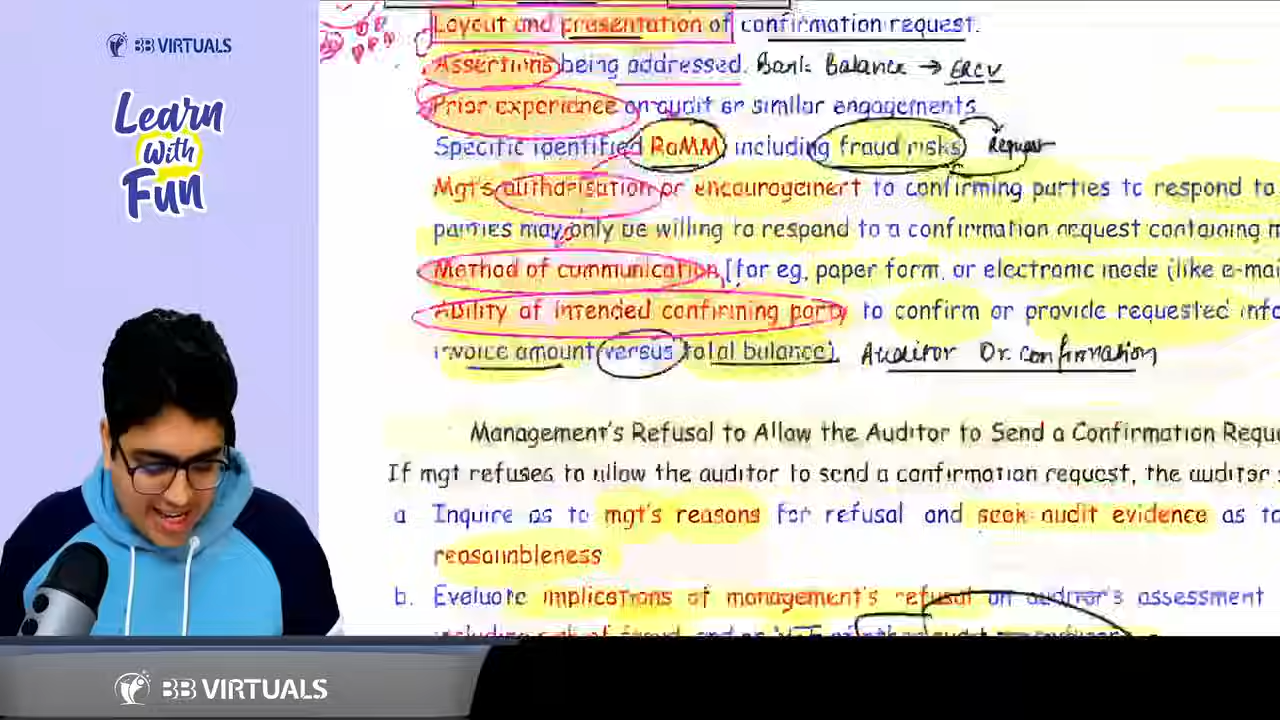 BB VIRTUALS
Learn
With
Fun
Layout and presentation of confirmation request.
Assertions being addressed. Bank Balance → ERCV
Prior experience on audit or similar engagements
Specific identified RoMM including fraud risks) Request
Mgt's authorisation or encouragement to confirming parties to respond to
parties may only be willing to respond to a confirmation request containing
Method of communication [for eg, paper form, or electronic mode (like e-mai
Ability of intended confirming party to confirm or provide requested info
invoice amount versus total balance). Auditor Or confirmation
Management's Refusal to Allow the Auditor to Send a Confirmation Reque
If mgt refuses to allow the auditor to send a confirmation request, the auditor
a Inquire as to mgt's reasons for refusal and seek audit evidence as to
reasonableness
b. Evaluate implications of management's refusal on auditor's assessment
BB VIRTUALS